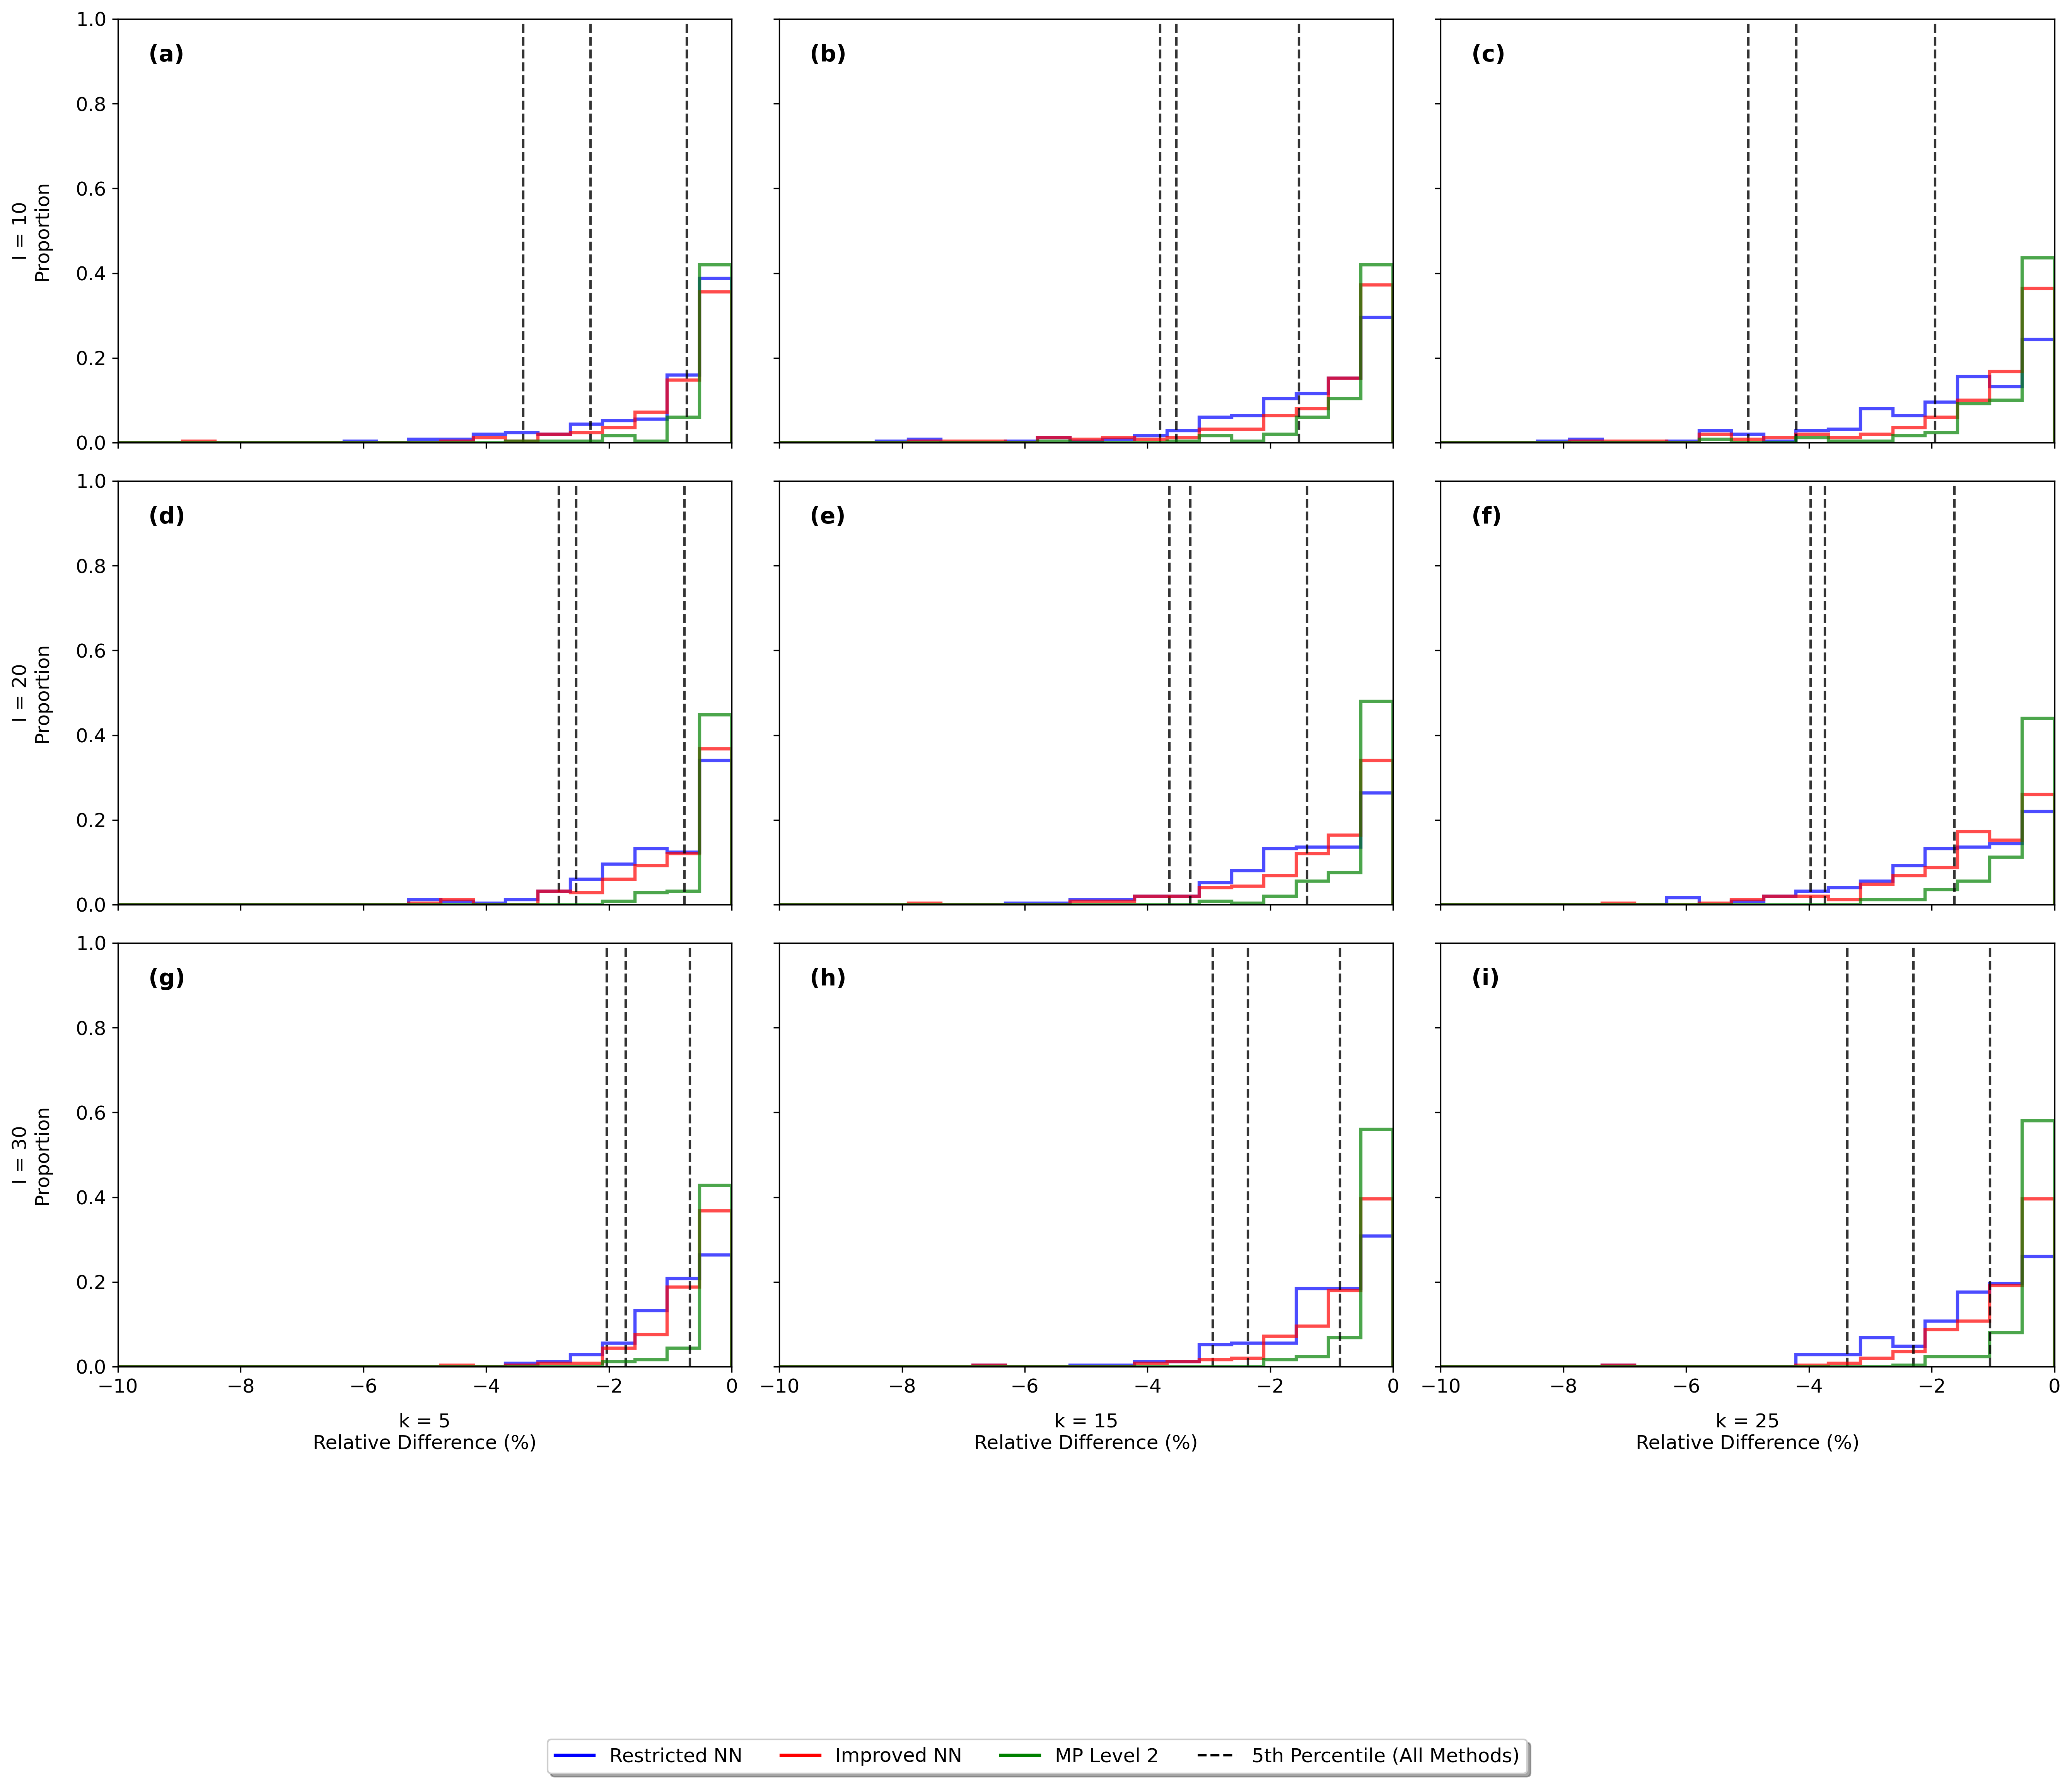 (a) (b) (c)
1.0
0.8
0.6
0.4
0.2
0.0
I = 10
Proportion
(d) (e) (f)
1.0
0.8
0.6
0.4
0.2
0.0
I = 20
Proportion
(g) (h) (i)
1.0
0.8
0.6
0.4
0.2
0.0
I = 30
Proportion
−10 −8 −6 −4 −2 0 −10 −8 −6 −4 −2 0 −10 −8 −6 −4 −2 0
k = 5 k = 15 k = 25
Relative Difference (%) Relative Difference (%) Relative Difference (%)
Restricted NN Improved NN MP Level 2 5th Percentile (All Methods)